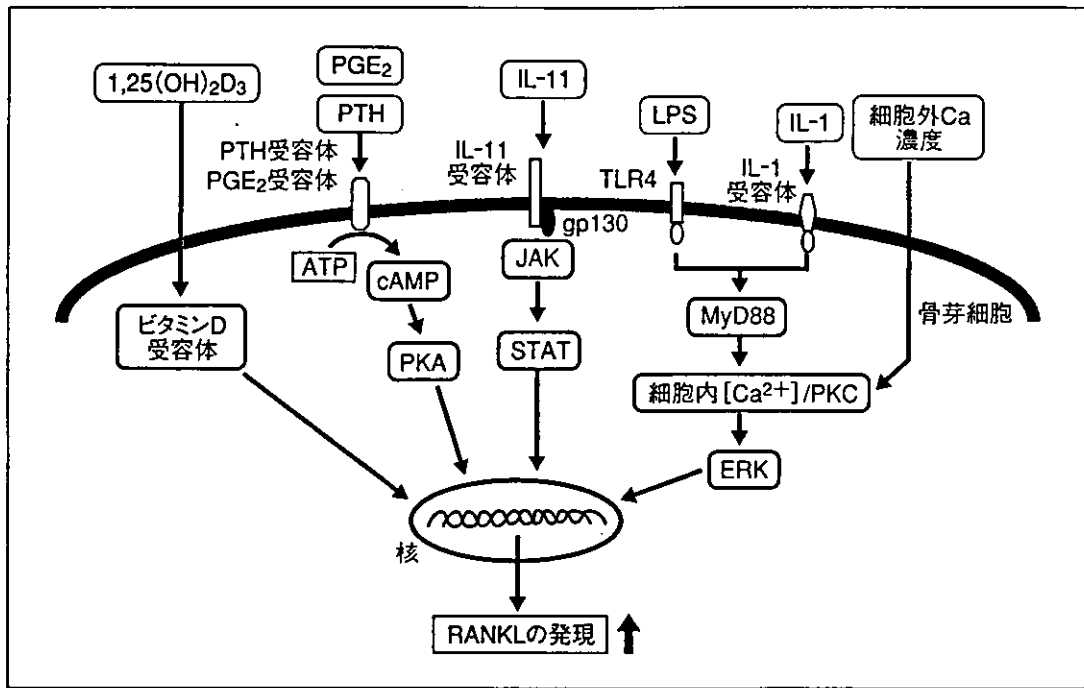 1,25(OH)₂D₃
PGE₂
PTH
PTH受容体
PGE₂受容体
ATP
cAMP
PKA
IL-11
IL-11
受容体
gp130
JAK
STAT
LPS
TLR4
IL-1
IL-1
受容体
MyD88
細胞外Ca
濃度
骨芽細胞
細胞内[Ca²⁺]/PKC
ERK
ビタミンD
受容体
核
RANKLの発現